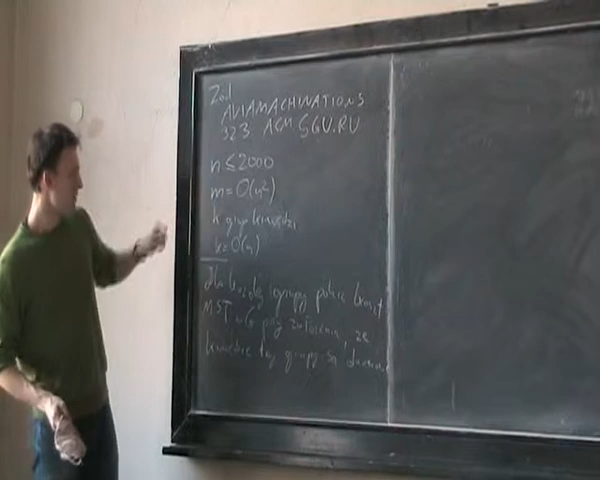 Zad
AVIAMACHINATIONS
323 ACM SGU.RU
n ≤ 2000
m = O(n²)
k grup krawędzi
k = O(n)
dla każdej grupy policz koszt
MST w G przy założeniu, że
krawędzie tej grupy są darmowe